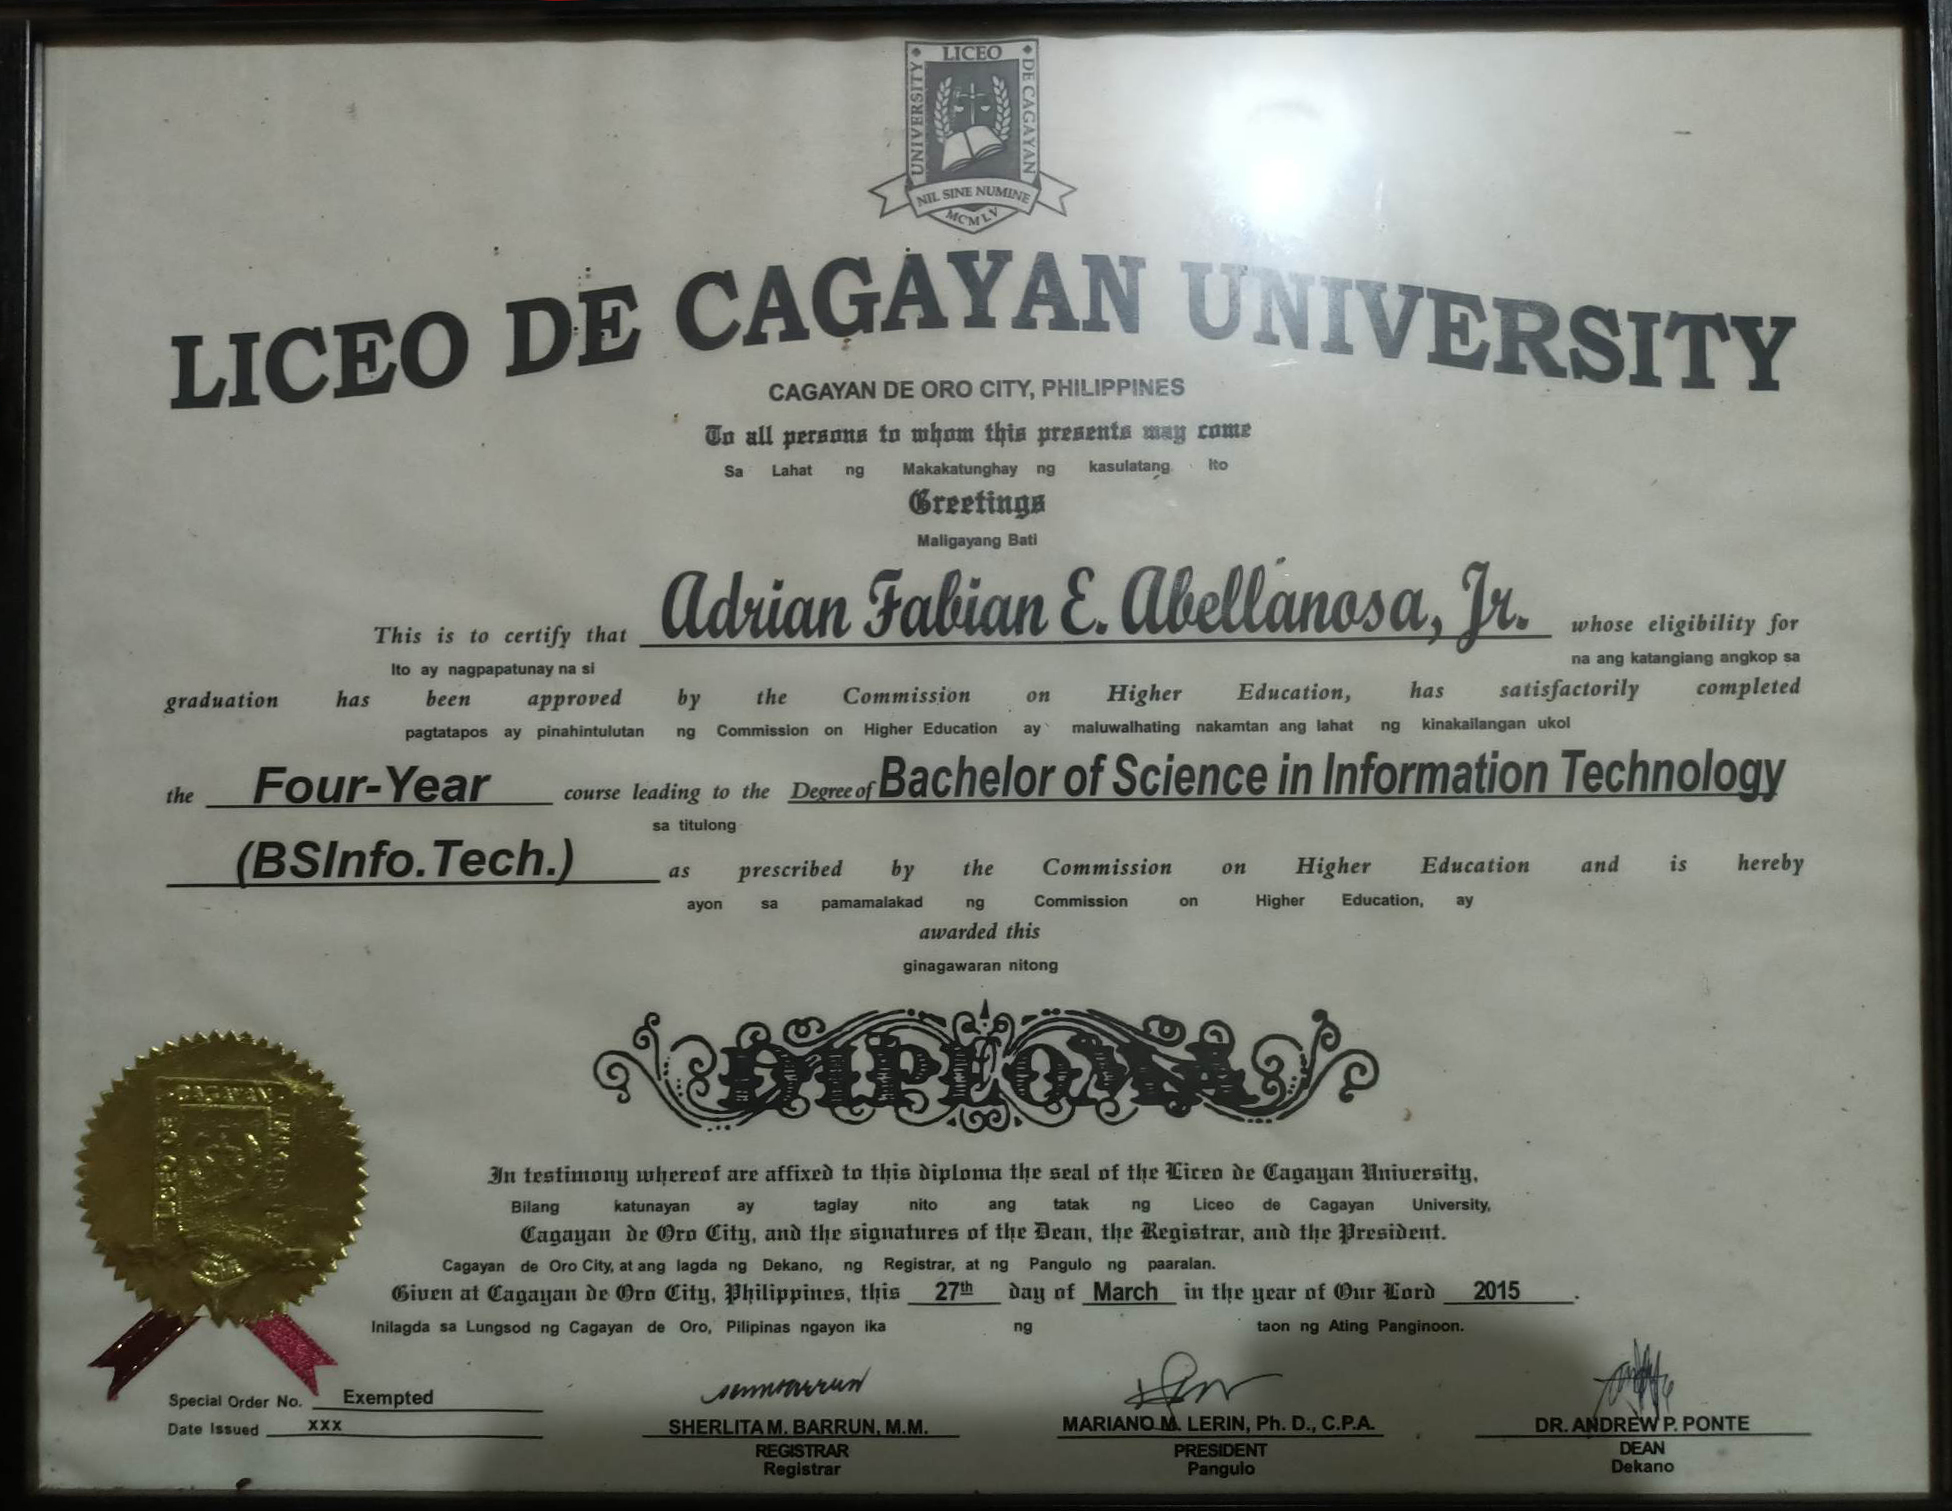 LICEO
UNIVERSITY
DE CAGAYAN
NIL SINE NUMINE
MCMLV
LICEO DE CAGAYAN UNIVERSITY
CAGAYAN DE ORO CITY, PHILIPPINES
To all persons to whom this presents may come
Sa Lahat ng Makakatunghay ng kasulatang Ito
Greetings
Maligayang Bati
This is to certify that Adrian Fabian E. Abellanosa, Jr. whose eligibility for
Ito ay nagpapatunay na si na ang katangiang angkop sa
graduation has been approved by the Commission on Higher Education, has satisfactorily completed
pagtatapos ay pinahintulutan ng Commission on Higher Education ay maluwalhating nakamtan ang lahat ng kinakailangan ukol
the Four-Year course leading to the Degree of Bachelor of Science in Information Technology
sa titulong
(BSInfo.Tech.) as prescribed by the Commission on Higher Education and is hereby
ayon sa pamamalakad ng Commission on Higher Education, ay
awarded this
ginagawaran nitong
DIPLOMA
In testimony whereof are affixed to this diploma the seal of the Liceo de Cagayan University,
Bilang katunayan ay taglay nito ang tatak ng Liceo de Cagayan University,
Cagayan de Oro City, and the signatures of the Dean, the Registrar, and the President.
Cagayan de Oro City, at ang lagda ng Dekano, ng Registrar, at ng Pangulo ng paaralan.
Given at Cagayan de Oro City, Philippines, this 27th day of March in the year of Our Lord 2015.
Inilagda sa Lungsod ng Cagayan de Oro, Pilipinas ngayon ika ng taon ng Ating Panginoon.
Special Order No. Exempted
Date Issued xxx
SHERLITA M. BARRUN, M.M.
REGISTRAR
Registrar
MARIANO M. LERIN, Ph. D., C.P.A.
PRESIDENT
Pangulo
DR. ANDREW P. PONTE
DEAN
Dekano
CAGAYAN
LICEO DE